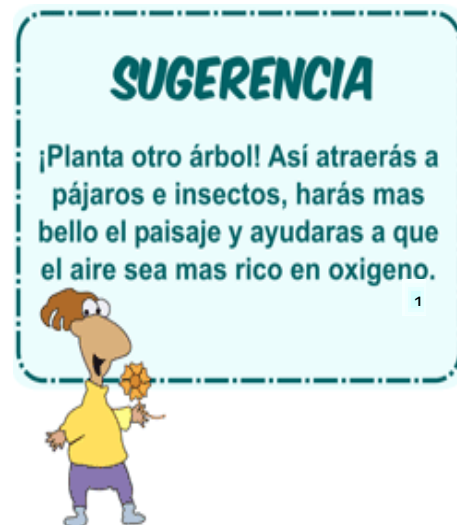 SUGERENCIA
¡Planta otro árbol! Así atraerás a
pájaros e insectos, harás mas
bello el paisaje y ayudaras a que
el aire sea mas rico en oxigeno.
1